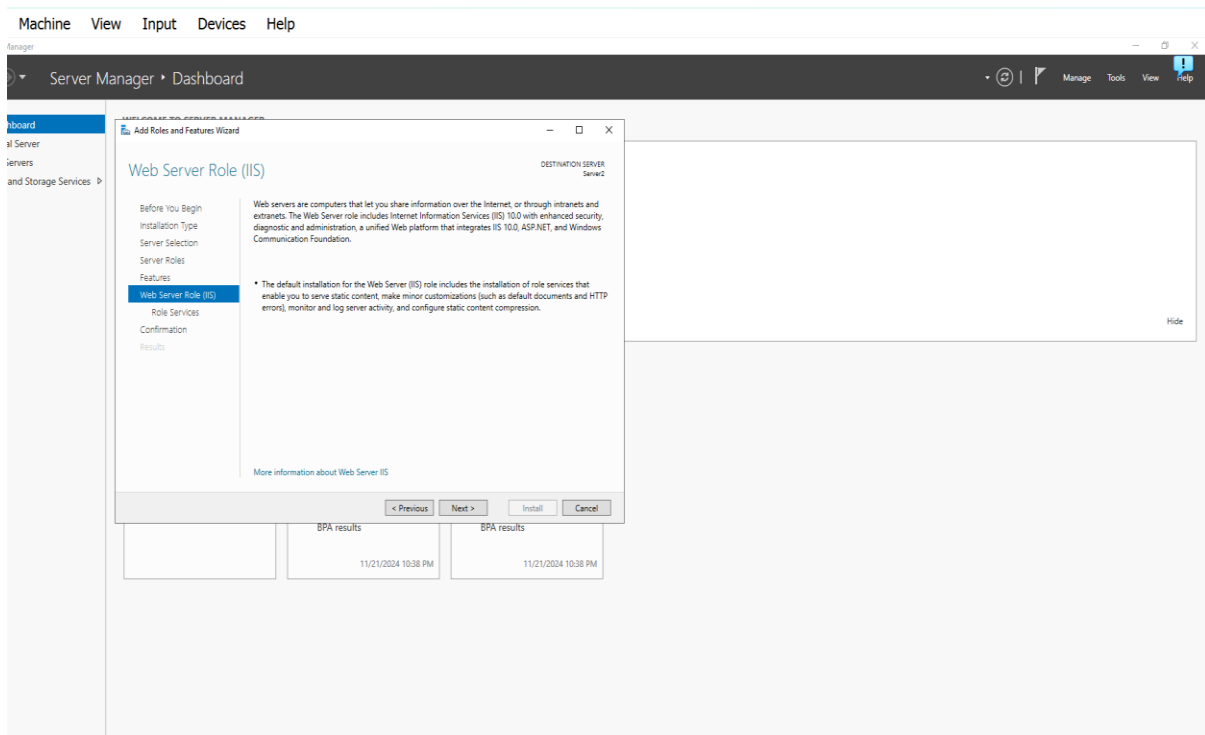 Machine View Input Devices Help
Manager
Server Manager • Dashboard
Manage Tools View Help
hboard
al Server
Servers
and Storage Services
WELCOME TO SERVER MANAGER
Add Roles and Features Wizard
Web Server Role (IIS)
DESTINATION SERVER
Server2
Before You Begin
Installation Type
Server Selection
Server Roles
Features
Web Server Role (IIS)
Role Services
Confirmation
Results
Web servers are computers that let you share information over the Internet, or through intranets and
extranets. The Web Server role includes Internet Information Services (IIS) 10.0 with enhanced security,
diagnostic and administration, a unified Web platform that integrates IIS 10.0, ASP.NET, and Windows
Communication Foundation.
• The default installation for the Web Server (IIS) role includes the installation of role services that
enable you to serve static content, make minor customizations (such as default documents and HTTP
errors), monitor and log server activity, and configure static content compression.
More information about Web Server IIS
< Previous Next > Install Cancel
Hide
BPA results BPA results
11/21/2024 10:38 PM 11/21/2024 10:38 PM